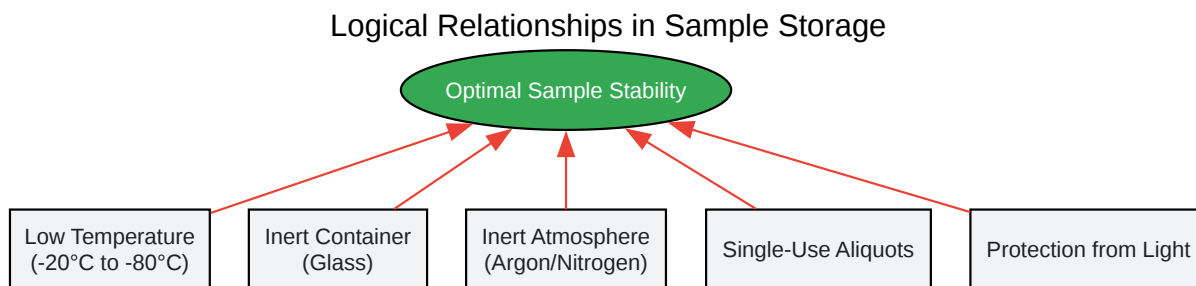 Logical Relationships in Sample Storage
Optimal Sample Stability
Low Temperature
(-20°C to -80°C)
Inert Container
(Glass)
Inert Atmosphere
(Argon/Nitrogen)
Single-Use Aliquots
Protection from Light